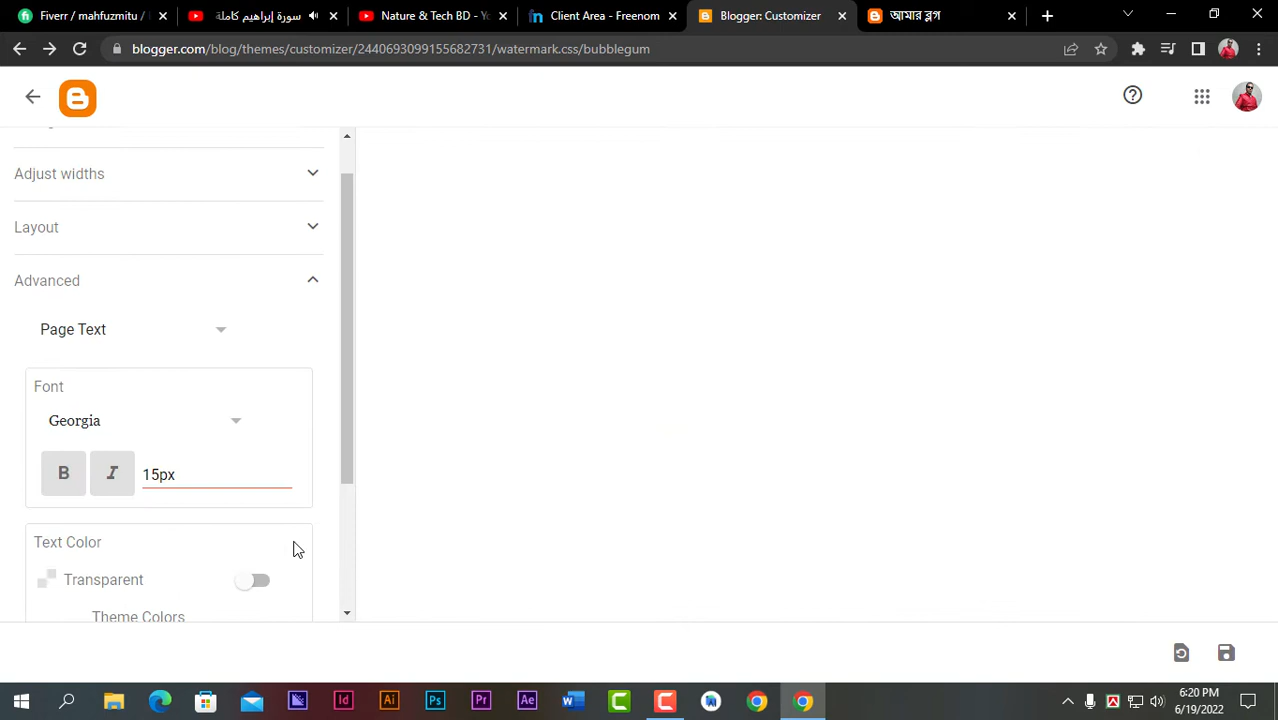 Fiverr / mahfuzmitu /
سورة إبراهيم كاملة
Nature & Tech BD - Yo
Client Area - Freenom
Blogger: Customizer
আমার ব্লগ
blogger.com/blog/themes/customizer/2440693099155682731/watermark.css/bubblegum
Adjust widths
Layout
Advanced
Page Text
Font
Georgia
B I 15px
Text Color
Transparent
Theme Colors
6:20 PM
6/19/2022